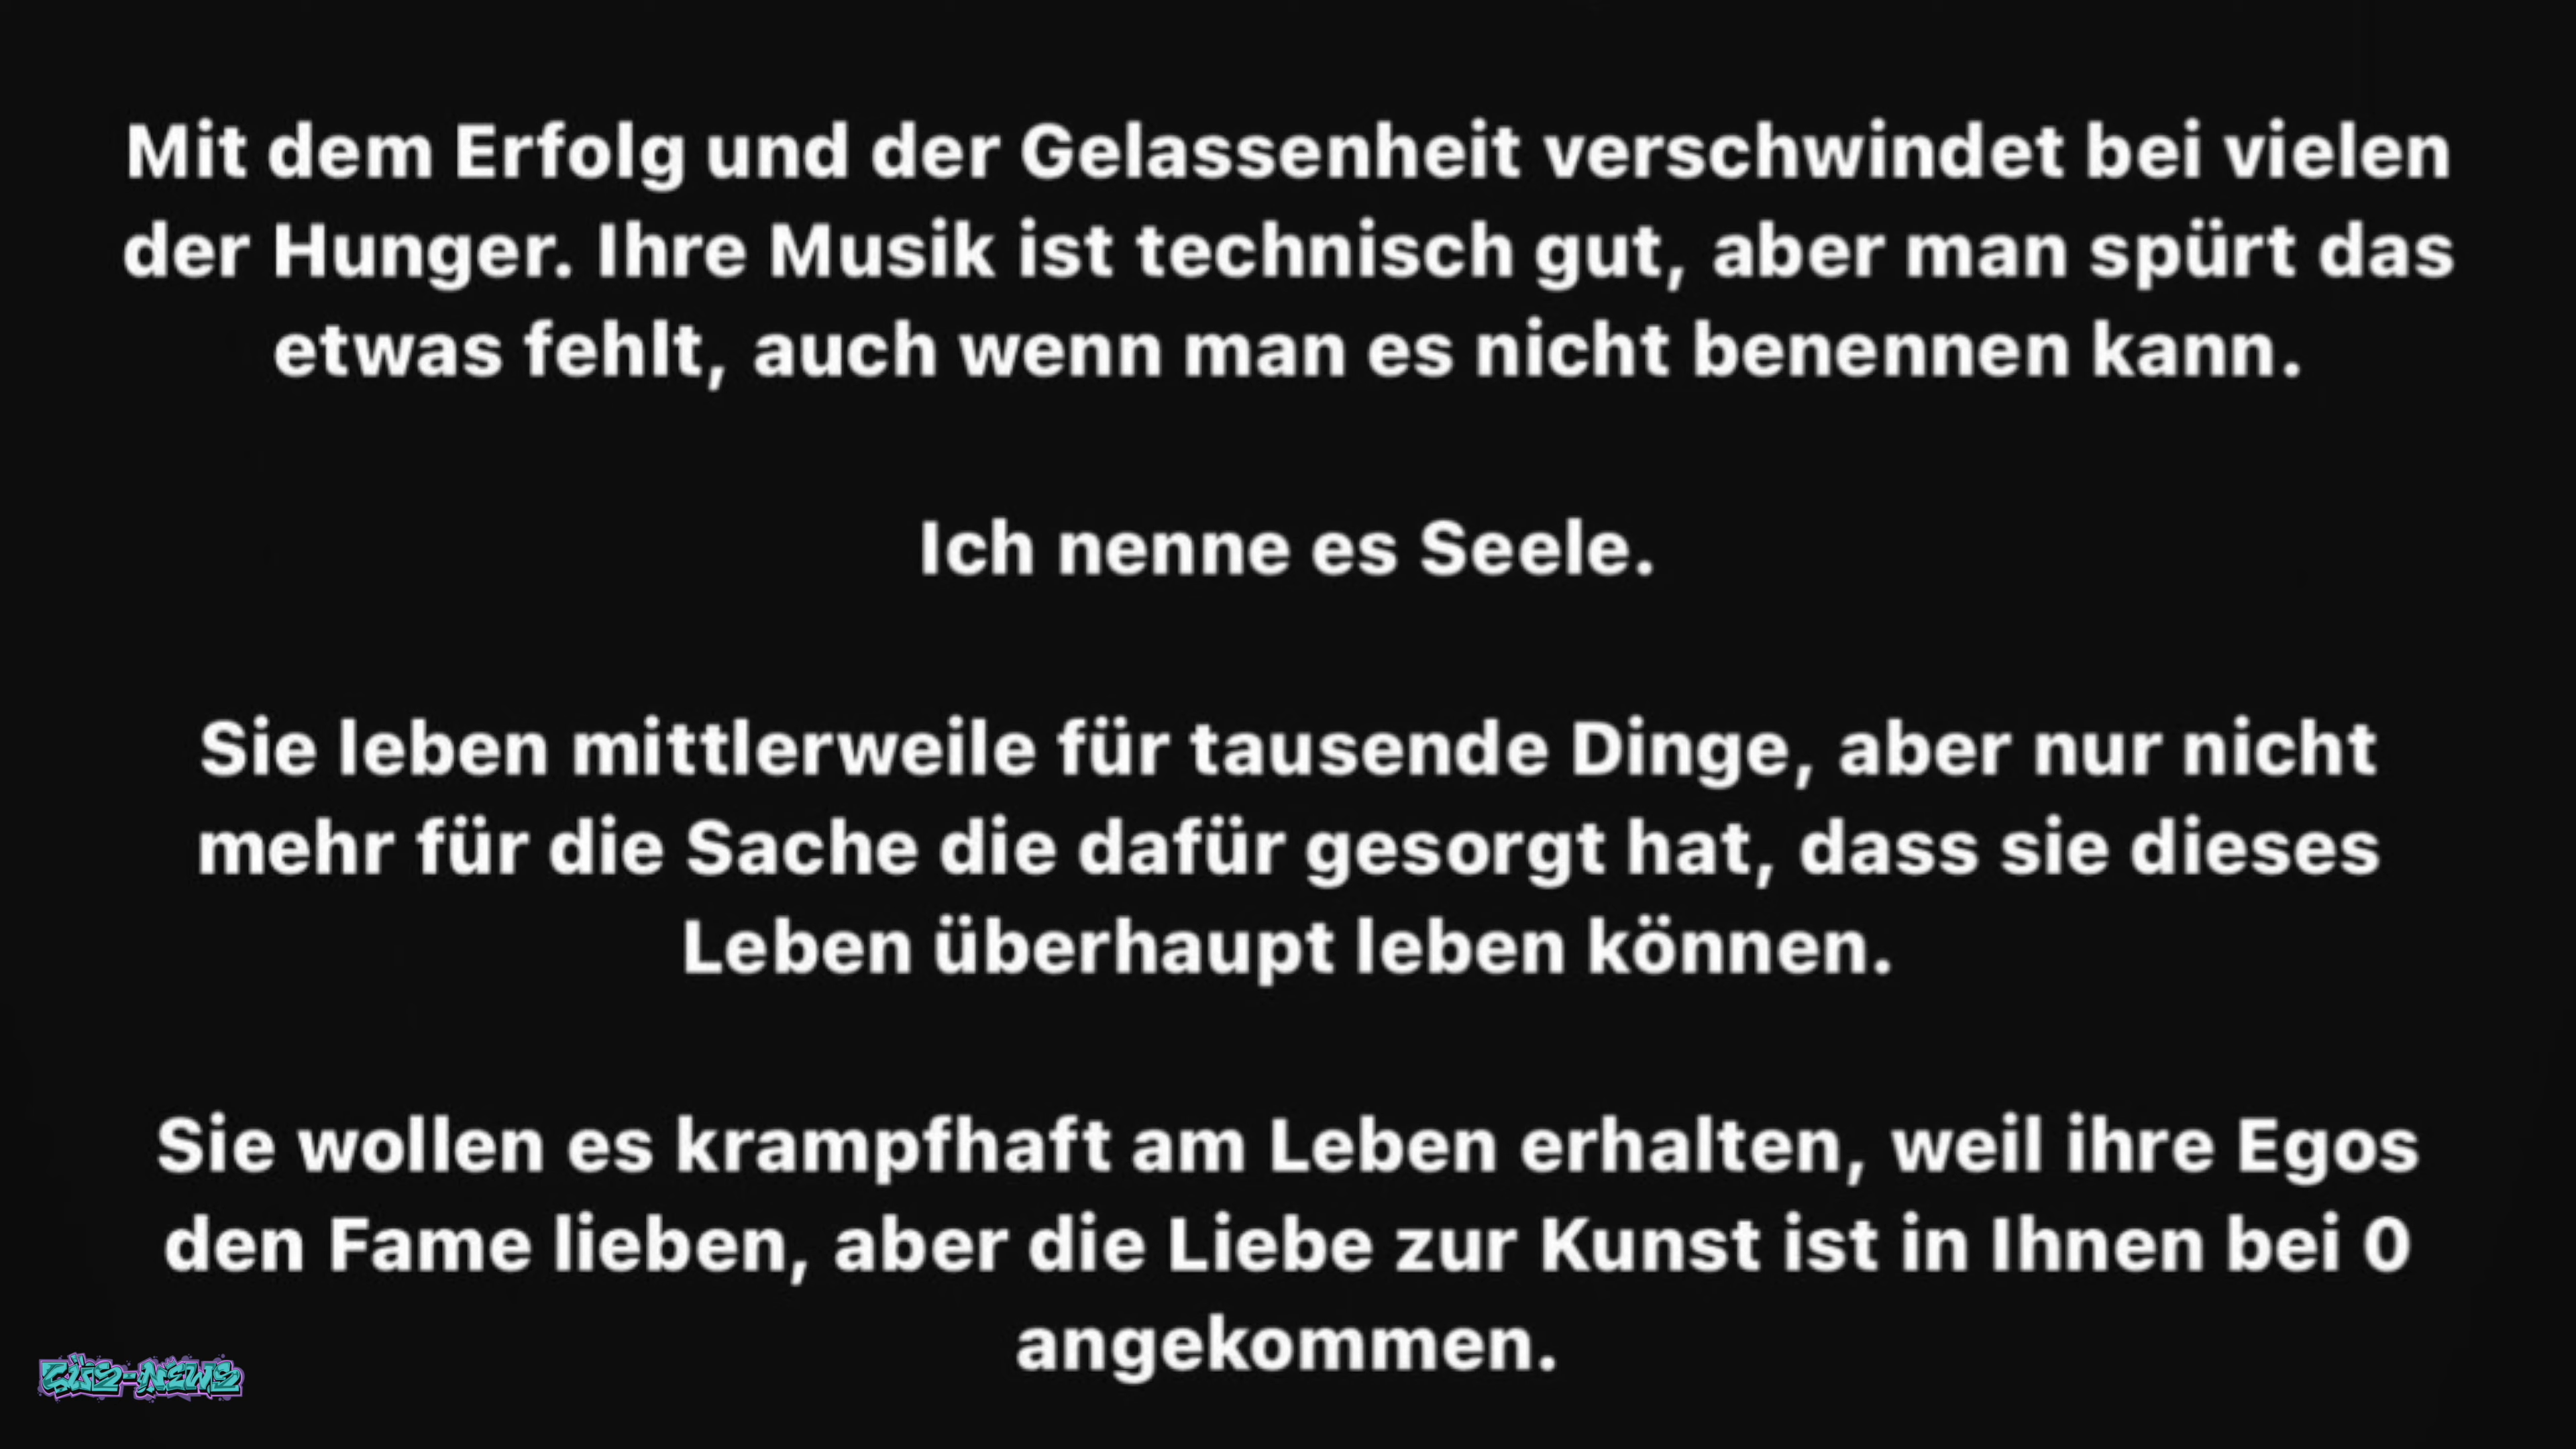 Mit dem Erfolg und der Gelassenheit verschwindet bei vielen
der Hunger. Ihre Musik ist technisch gut, aber man spürt das
etwas fehlt, auch wenn man es nicht benennen kann.
Ich nenne es Seele.
Sie leben mittlerweile für tausende Dinge, aber nur nicht
mehr für die Sache die dafür gesorgt hat, dass sie dieses
Leben überhaupt leben können.
Sie wollen es krampfhaft am Leben erhalten, weil ihre Egos
den Fame lieben, aber die Liebe zur Kunst ist in Ihnen bei 0
angekommen.